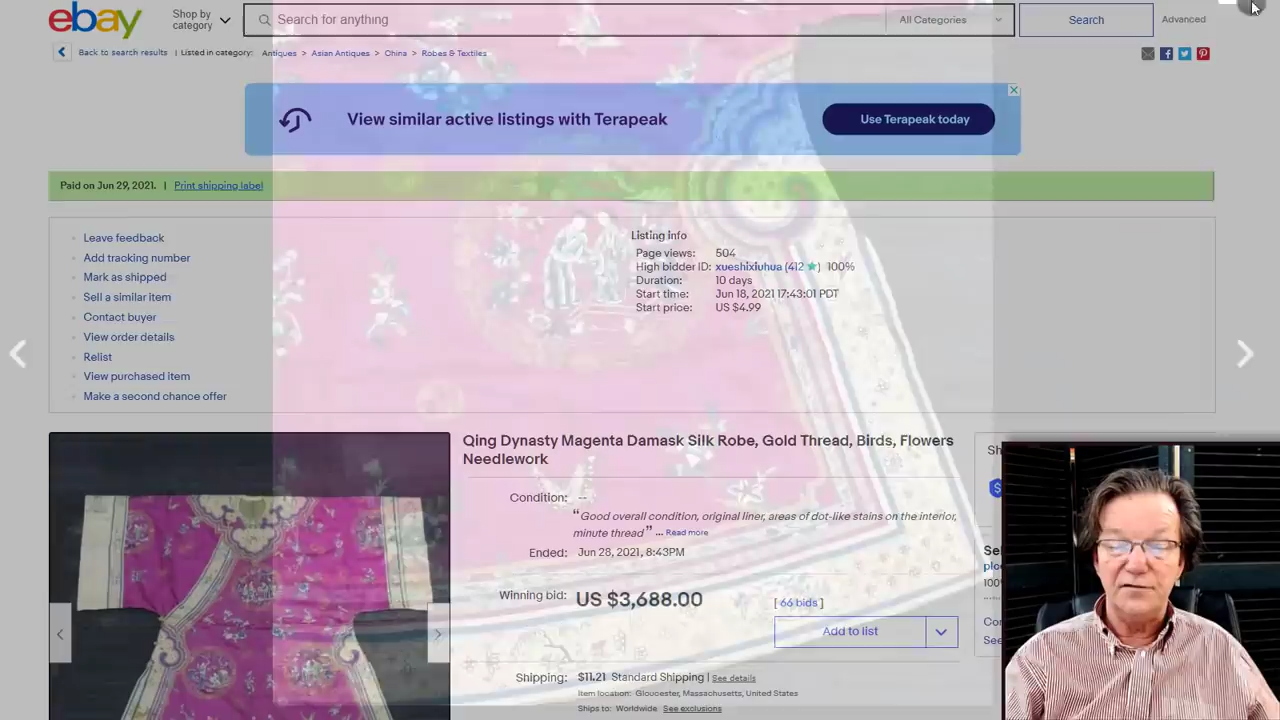 ebay
Shop by category
Search for anything
All Categories
Search
Advanced
Back to search results | Listed in category: Antiques > Asian Antiques > China > Robes & Textiles
View similar active listings with Terapeak
Use Terapeak today
Paid on Jun 29, 2021. | Print shipping label
Leave feedback
Add tracking number
Mark as shipped
Sell a similar item
Contact buyer
View order details
Relist
View purchased item
Make a second chance offer
Listing info
Page views: 504
High bidder ID: xueshixiuhua (412 ) 100%
Duration: 10 days
Start time: Jun 18, 2021 17:43:01 PDT
Start price: US $4.99
Qing Dynasty Magenta Damask Silk Robe, Gold Thread, Birds, Flowers
Needlework
Condition: --
“Good overall condition, original liner, areas of dot-like stains on the interior,
minute thread” ... Read more
Ended: Jun 28, 2021, 8:43PM
Winning bid: US $3,688.00 [ 66 bids ]
Add to list
Shipping: $11.21 Standard Shipping | See details
Item location: Gloucester, Massachusetts, United States
Ships to: Worldwide See exclusions
Sh
$
Sel
100%
Con
See